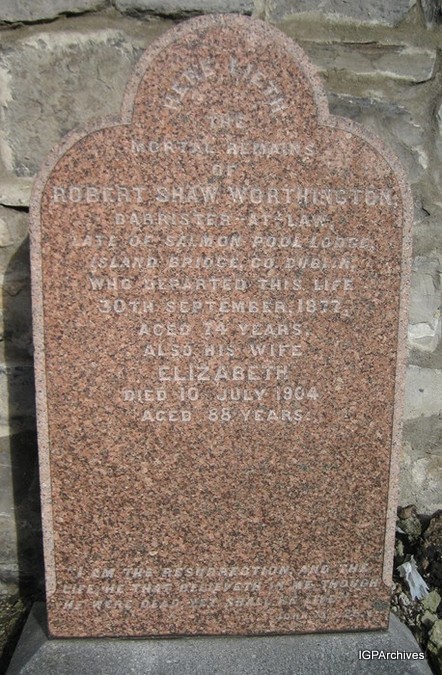 HERE LIETH
THE
MORTAL REMAINS
OF
ROBERT SHAW WORTHINGTON,
BARRISTER-AT-LAW,
LATE OF SALMON POOL LODGE,
ISLAND BRIDGE, CO. DUBLIN,
WHO DEPARTED THIS LIFE
30TH SEPTEMBER, 1877,
AGED 74 YEARS.
ALSO HIS WIFE
ELIZABETH
DIED 10 JULY 1904
AGED 88 YEARS.
"I AM THE RESURRECTION, AND THE
LIFE, HE THAT BELIEVETH IN ME THOUGH
HE WERE DEAD, YET SHALL HE LIVE."
IGPArchives